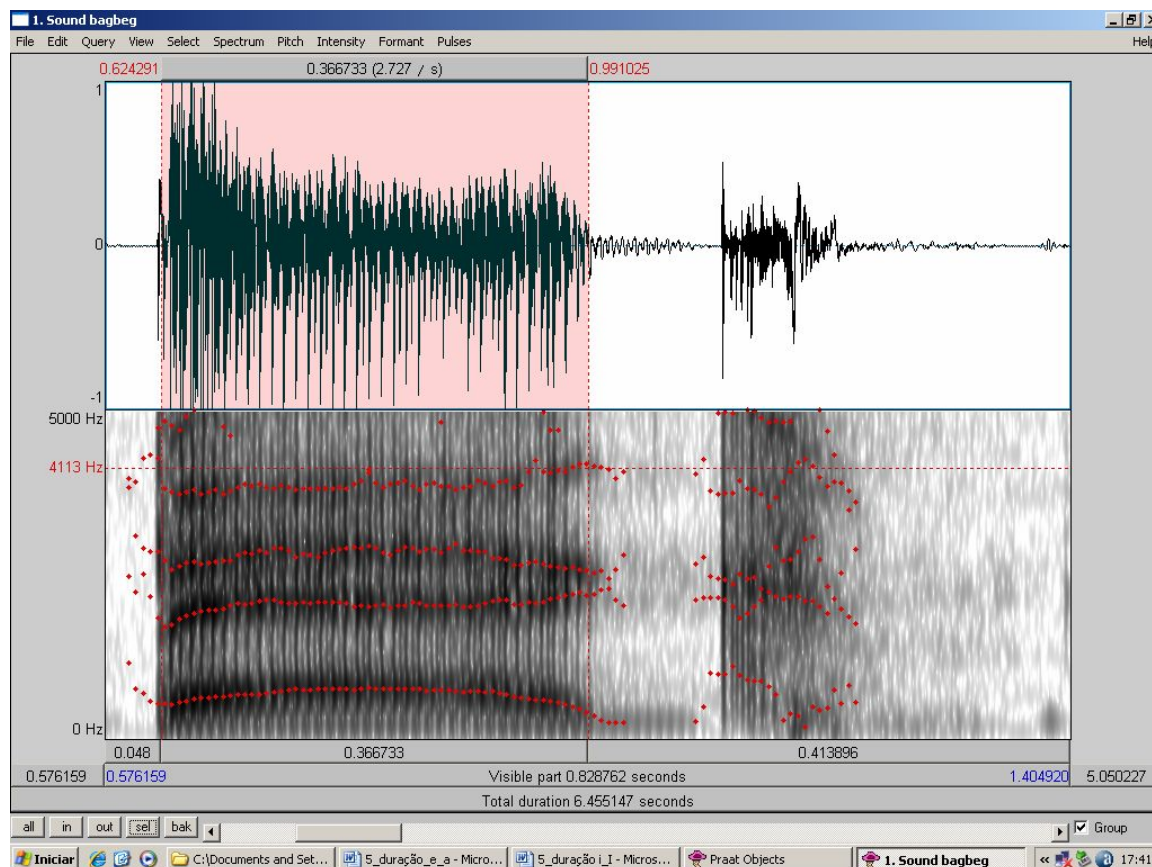 1. Sound bagbeg
File Edit Query View Select Spectrum Pitch Intensity Formant Pulses Help
0.624291 0.366733 (2.727 / s) 0.991025
1
0
-1
5000 Hz
4113 Hz
0 Hz
0.048 0.366733 0.413896
0.576159 0.576159 Visible part 0.828762 seconds 1.404920 5.050227
Total duration 6.455147 seconds
all in out sel bak Group
Iniciar C:\Documents and Set... 5_duração_e_a - Micro... 5_duração i_I - Micros... Praat Objects 1. Sound bagbeg « 17:41